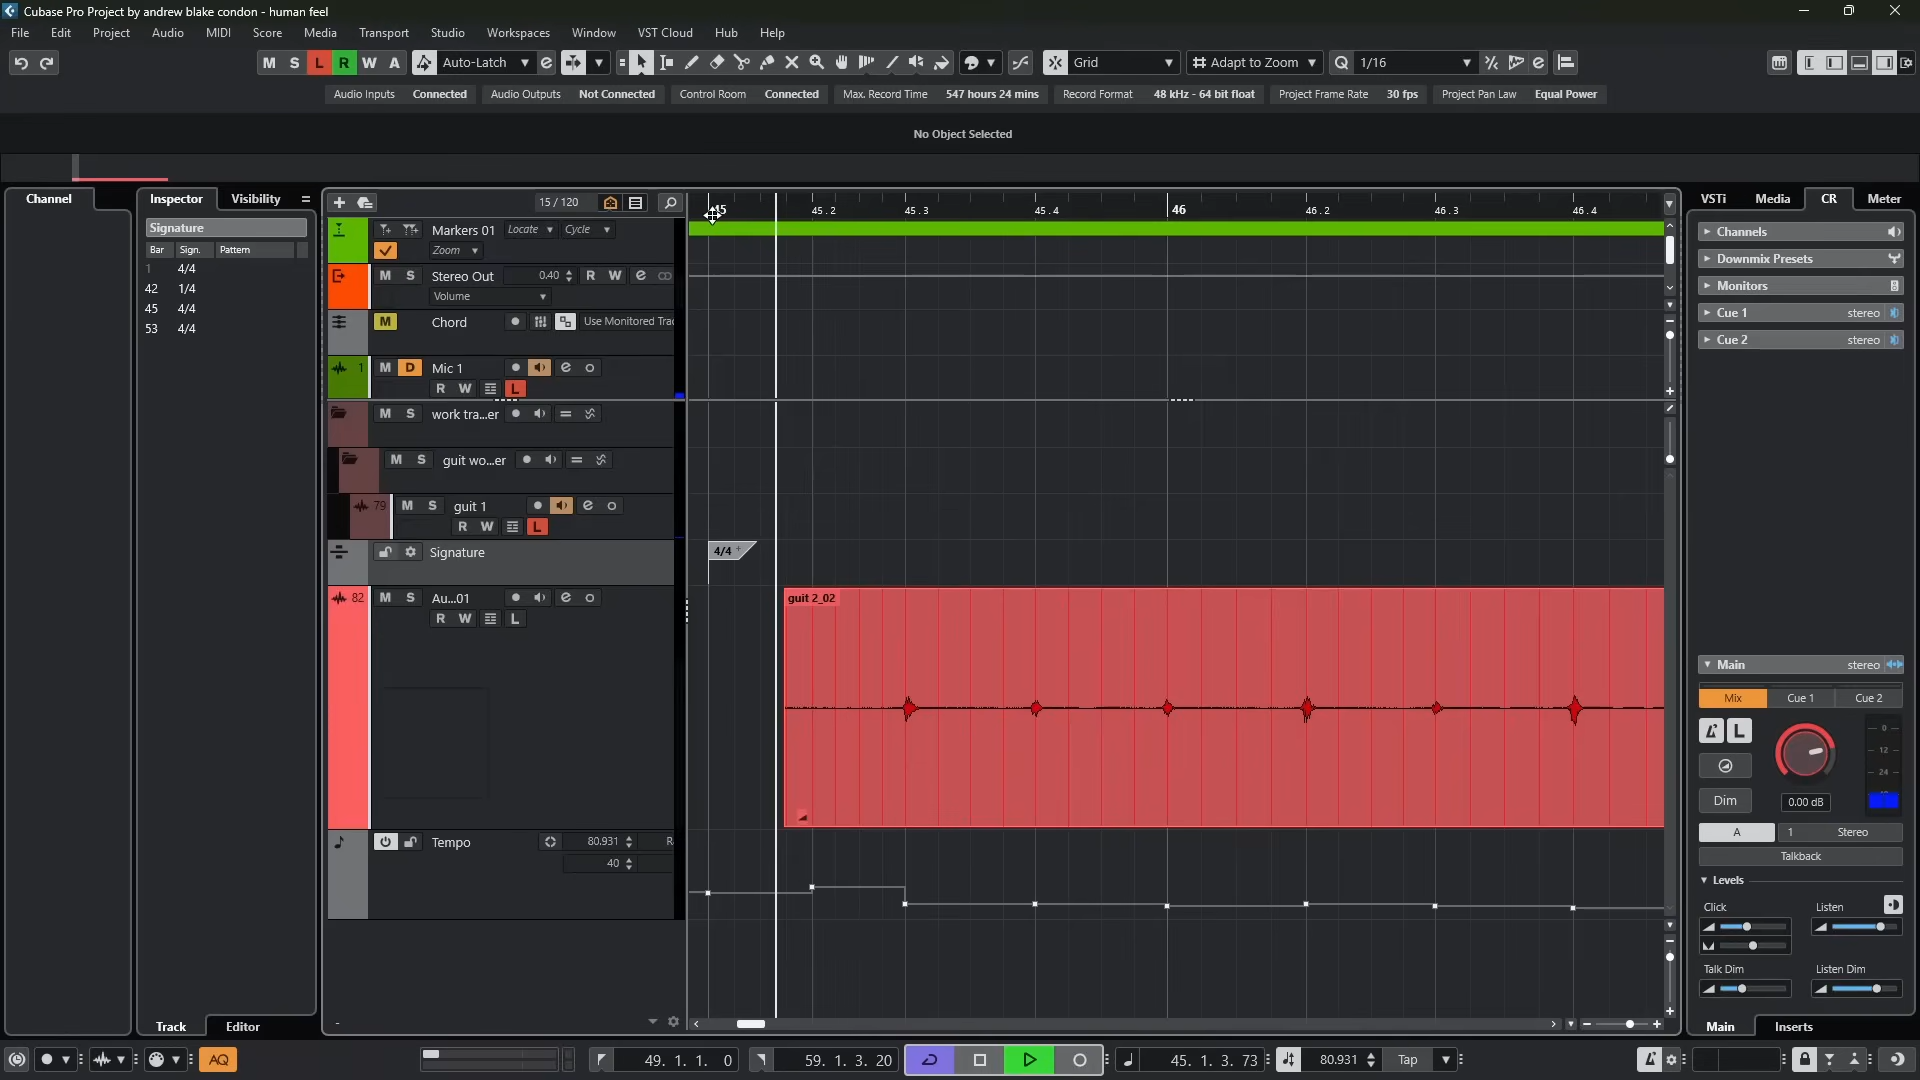 Cubase Pro Project by andrew blake condon - human feel
File Edit Project Audio MIDI Score Media Transport Studio Workspaces Window VST Cloud Hub Help
M S L R W A Auto-Latch e Grid Adapt to Zoom Q 1/16 e
Audio Inputs Connected Audio Outputs Not Connected Control Room Connected Max. Record Time 547 hours 24 mins Record Format 48 kHz - 64 bit float Project Frame Rate 30 fps Project Pan Law Equal Power
No Object Selected
Channel Inspector Visibility 15 / 120 VSTi Media CR Meter
45 45.2 45.3 45.4 46 46.2 46.3 46.4
Signature
Bar Sign. Pattern
1 4/4
42 1/4
45 4/4
53 4/4
Markers 01 Locate Cycle
Zoom
M S Stereo Out 0.40 R W e
Volume
M Chord Use Monitored Trac
1 M D Mic 1 e
R W L
M S work tra...er
M S guit wo...er
79 M S guit 1 e
R W L
Signature
4/4
82 M S Au...01 e
R W L
guit 2_02
M Tempo 80.931 R
40
Channels
Downmix Presets
Monitors
Cue 1 stereo
Cue 2 stereo
Main stereo
Mix Cue 1 Cue 2
L
0
12
24
Dim 0.00 dB
A 1 Stereo
Talkback
Levels
Click Listen
Talk Dim Listen Dim
Track Editor
Main Inserts
AQ 49. 1. 1. 0 59. 1. 3. 20 45. 1. 3. 73 80.931 Tap